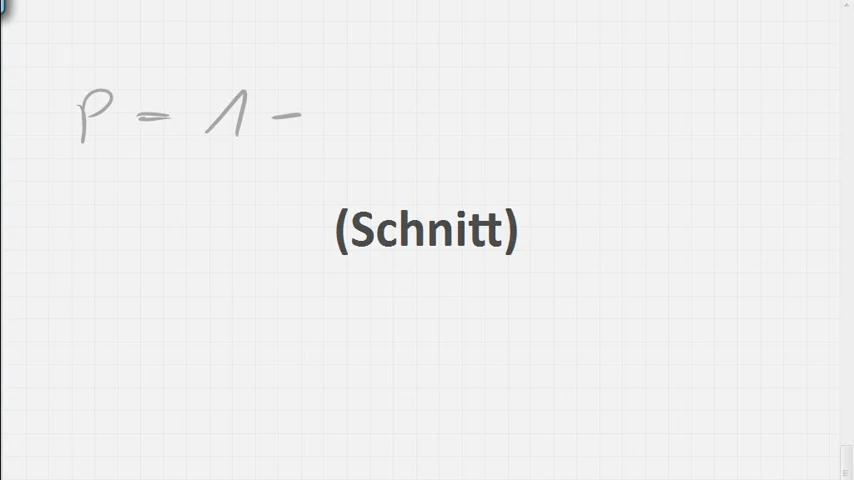 P = 1 -
(Schnitt)